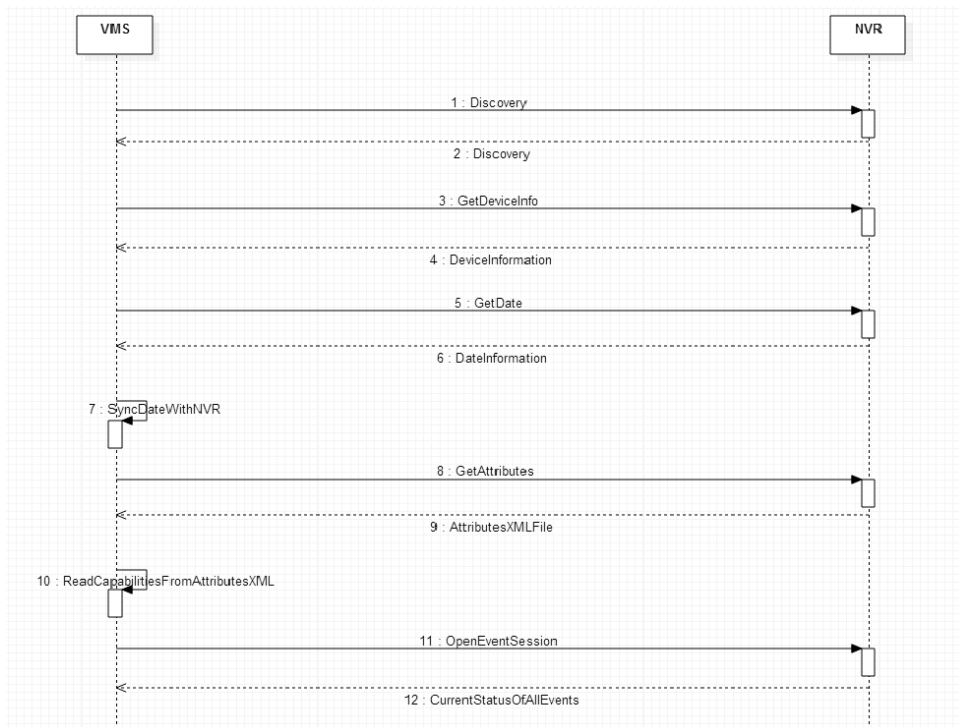 VMS
NVR
1 : Discovery
2 : Discovery
3 : GetDeviceInfo
4 : DeviceInformation
5 : GetDate
6 : DateInformation
7 : SyncDateWithNVR
8 : GetAttributes
9 : AttributesXMLFile
10 : ReadCapabilitiesFromAttributesXML
11 : OpenEventSession
12 : CurrentStatusOfAllEvents